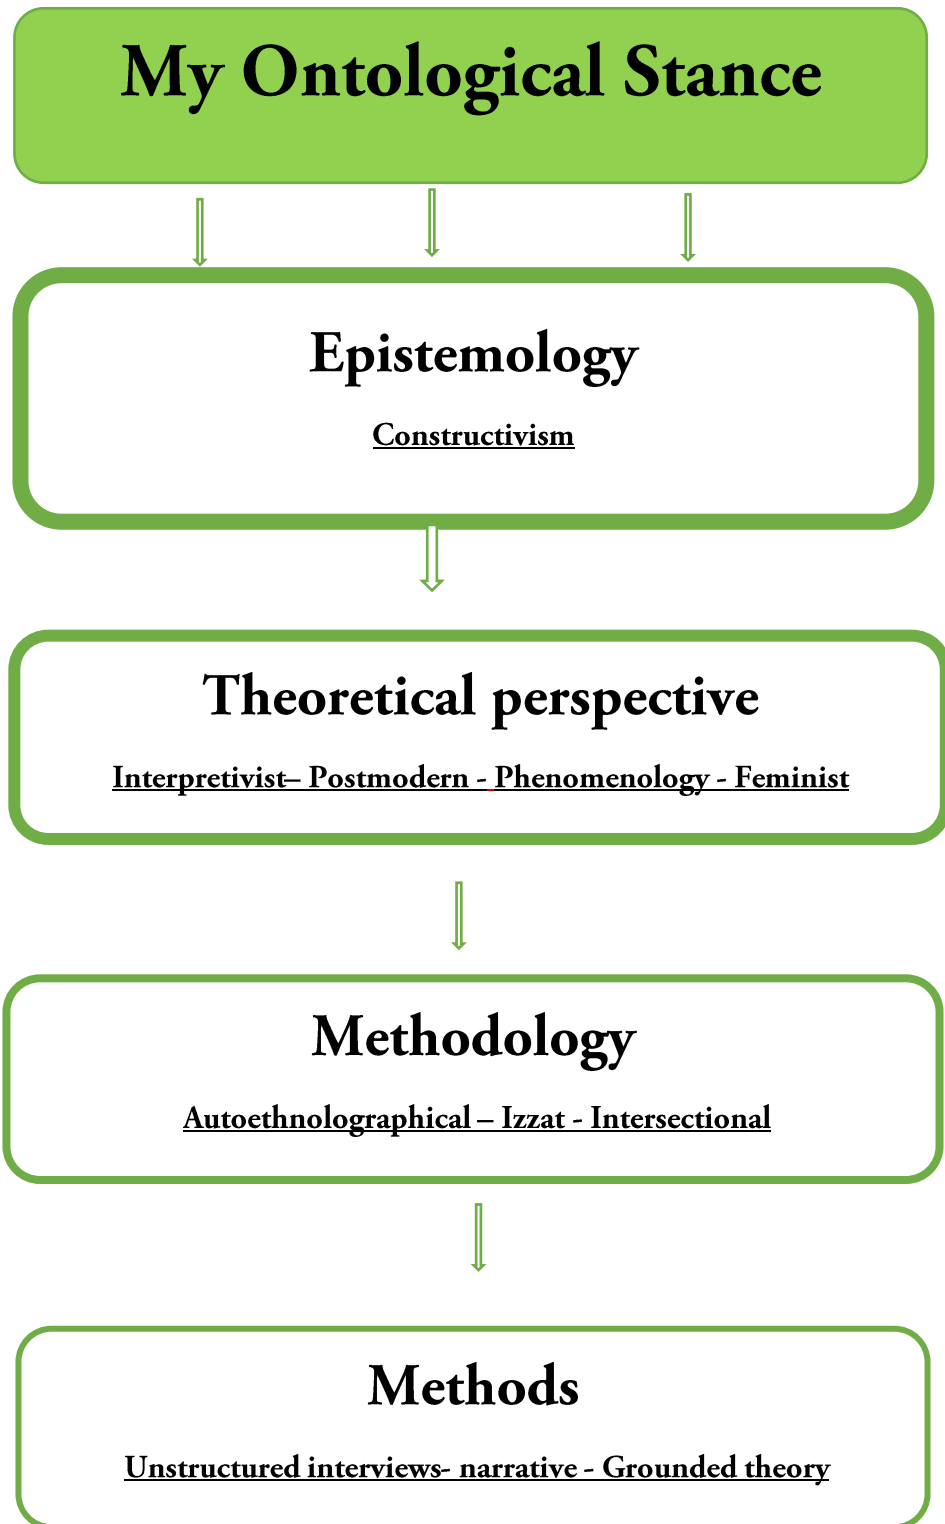 My Ontological Stance
Epistemology
Constructivism
Theoretical perspective
Interpretivist– Postmodern - Phenomenology - Feminist
Methodology
Autoethnolographical – Izzat - Intersectional
Methods
Unstructured interviews- narrative - Grounded theory